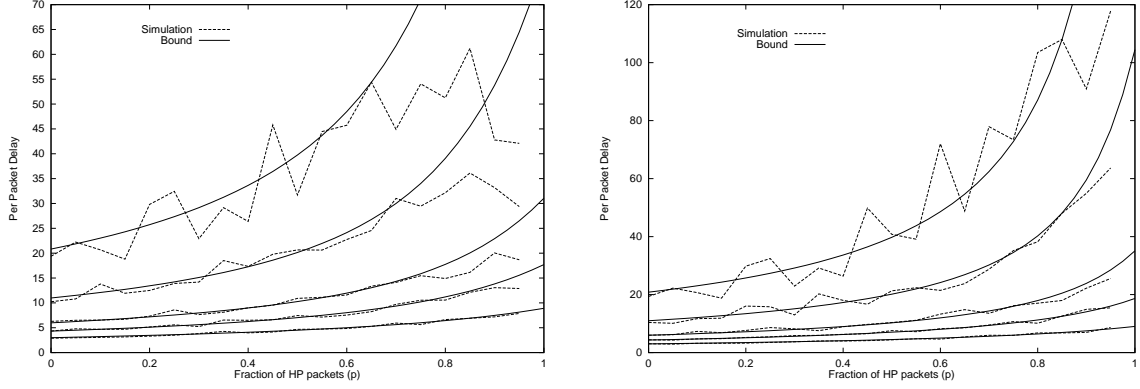 70
65
60
55
50
45
40
35
30
25
20
15
10
5
0
Per Packet Delay
Simulation
Bound
0 0.2 0.4 0.6 0.8 1
Fraction of HP packets (p)
120
100
80
60
40
20
0
Per Packet Delay
Simulation
Bound
0 0.2 0.4 0.6 0.8 1
Fraction of HP packets (p)